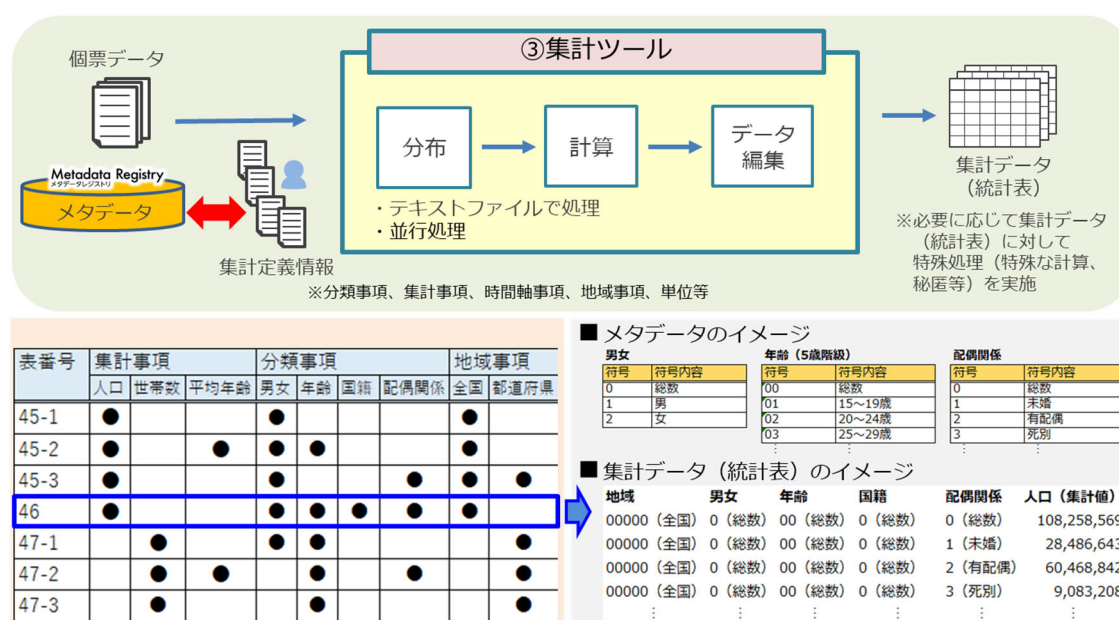 ③集計ツール
個票データ
Metadata Registry
メタデータレジストリ
メタデータ
集計定義情報
分布
計算
データ
編集
・テキストファイルで処理
・並行処理
※分類事項、集計事項、時間軸事項、地域事項、単位等
集計データ
(統計表)
※必要に応じて集計データ
(統計表)に対して
特殊処理(特殊な計算、
秘匿等)を実施
表番号 集計事項 分類事項 地域事項
人口 世帯数 平均年齢 男女 年齢 国籍 配偶関係 全国 都道府県
45-1 ● ● ●
45-2 ● ● ● ● ●
45-3 ● ● ● ● ●
46 ● ● ● ● ● ●
47-1 ● ● ● ●
47-2 ● ● ● ● ●
47-3 ● ● ●
■ メタデータのイメージ
男女
符号 符号内容
0 総数
1 男
2 女
年齢(5歳階級)
符号 符号内容
00 総数
01 15~19歳
02 20~24歳
03 25~29歳
⋮ ⋮
配偶関係
符号 符号内容
0 総数
1 未婚
2 有配偶
3 死別
⋮ ⋮
■ 集計データ(統計表)のイメージ
地域 男女 年齢 国籍 配偶関係 人口(集計値)
00000(全国) 0(総数) 00(総数) 0(総数) 0(総数) 108,258,569
00000(全国) 0(総数) 00(総数) 0(総数) 1(未婚) 28,486,643
00000(全国) 0(総数) 00(総数) 0(総数) 2(有配偶) 60,468,842
00000(全国) 0(総数) 00(総数) 0(総数) 3(死別) 9,083,208
⋮ ⋮ ⋮ ⋮ ⋮ ⋮